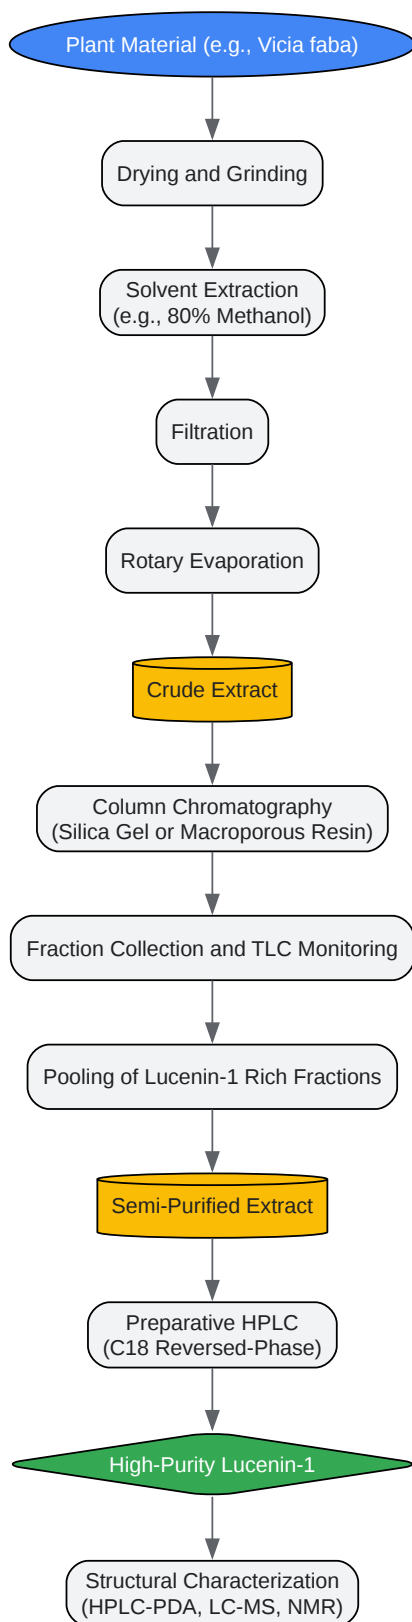 Plant Material (e.g., Vicia faba)
Drying and Grinding
Solvent Extraction
(e.g., 80% Methanol)
Filtration
Rotary Evaporation
Crude Extract
Column Chromatography
(Silica Gel or Macroporous Resin)
Fraction Collection and TLC Monitoring
Pooling of Lucenin-1 Rich Fractions
Semi-Purified Extract
Preparative HPLC
(C18 Reversed-Phase)
High-Purity Lucenin-1
Structural Characterization
(HPLC-PDA, LC-MS, NMR)